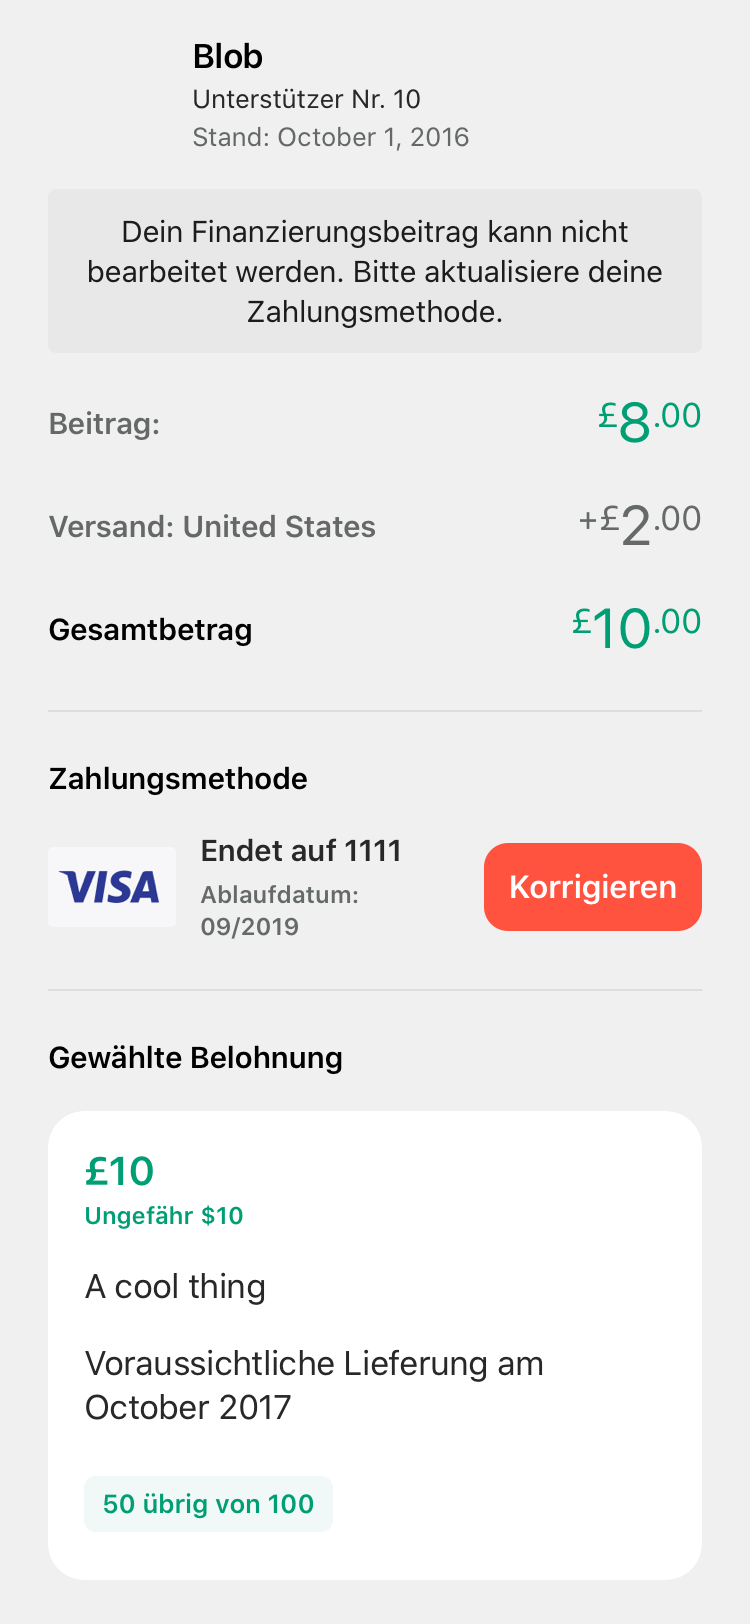 Blob
Unterstützer Nr. 10
Stand: October 1, 2016
Dein Finanzierungsbeitrag kann nicht
bearbeitet werden. Bitte aktualisiere deine
Zahlungsmethode.
Beitrag:
£8.00
Versand: United States
+£2.00
Gesamtbetrag
£10.00
Zahlungsmethode
VISA
Endet auf 1111
Ablaufdatum:
09/2019
Korrigieren
Gewählte Belohnung
£10
Ungefähr $10
A cool thing
Voraussichtliche Lieferung am
October 2017
50 übrig von 100